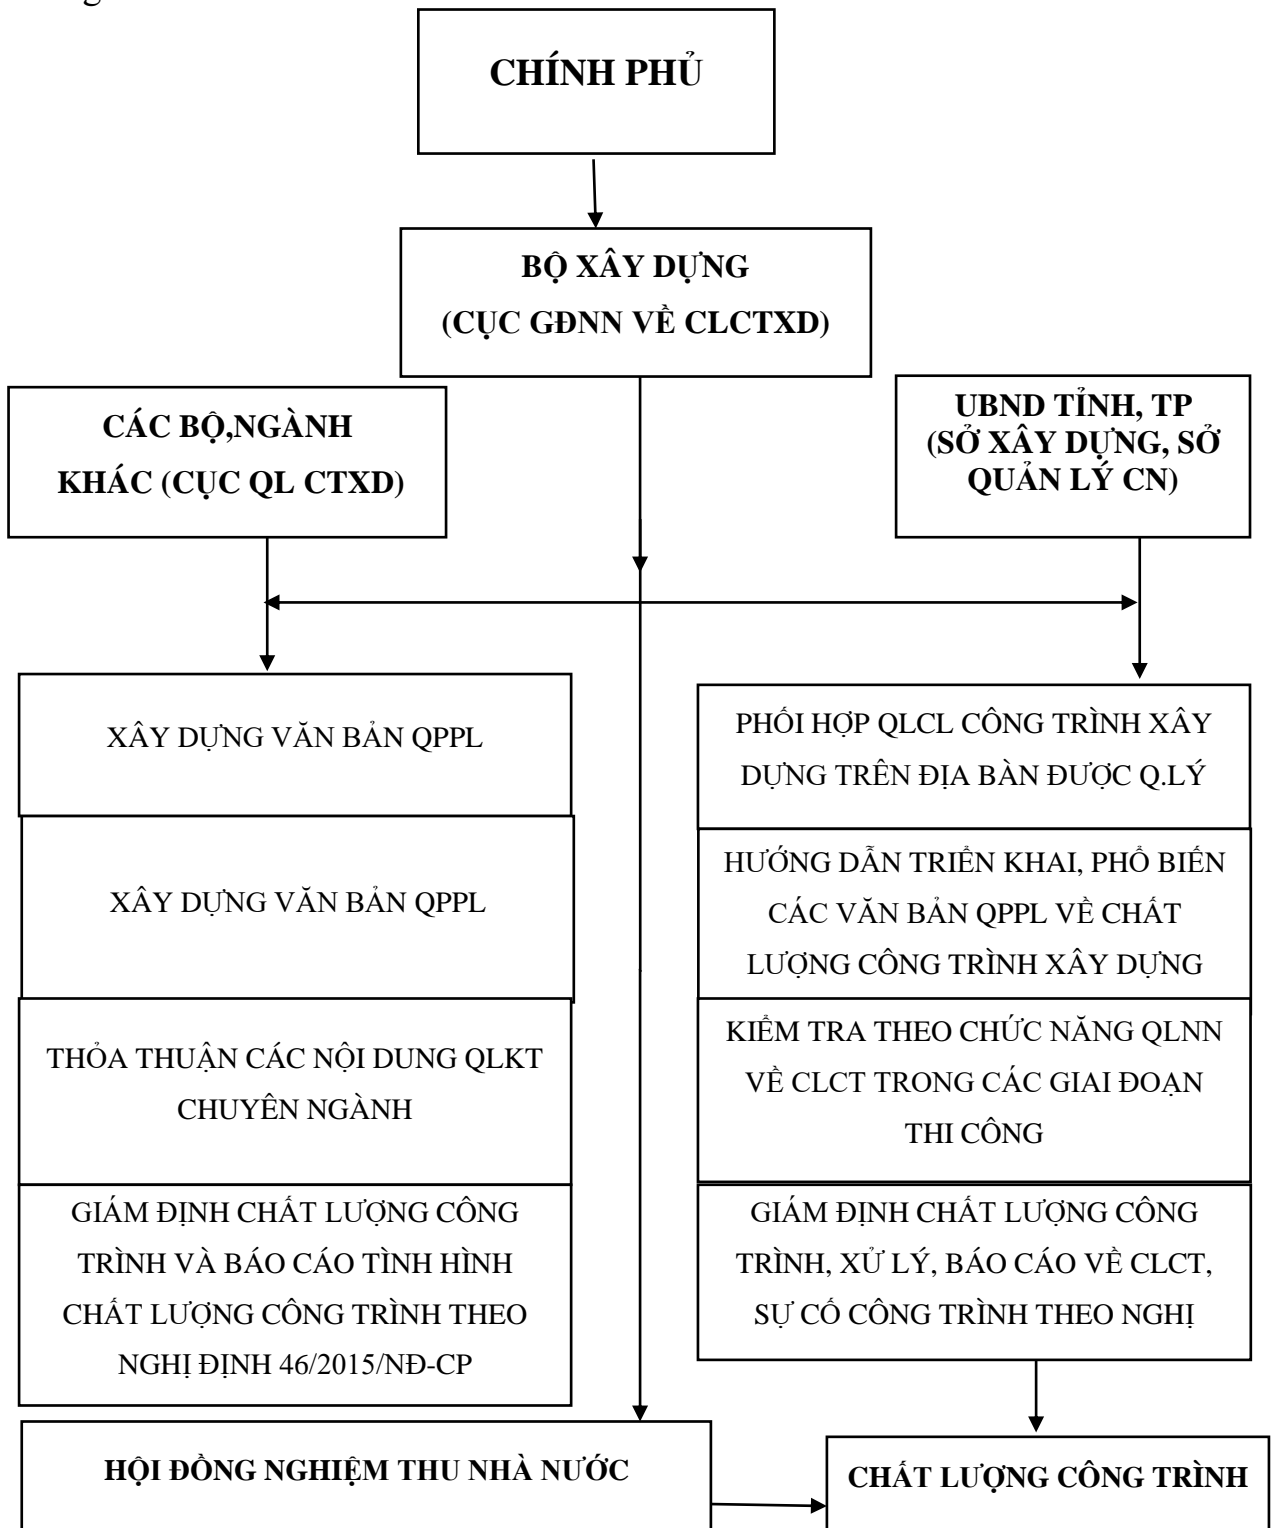 g
CHÍNH PHỦ
BỘ XÂY DỰNG
(CỤC GĐNN VỀ CLCTXD)
CÁC BỘ,NGÀNH
KHÁC (CỤC QL CTXD)
UBND TỈNH, TP
(SỞ XÂY DỰNG, SỞ
QUẢN LÝ CN)
XÂY DỰNG VĂN BẢN QPPL
XÂY DỰNG VĂN BẢN QPPL
THỎA THUẬN CÁC NỘI DUNG QLKT
CHUYÊN NGÀNH
GIÁM ĐỊNH CHẤT LƯỢNG CÔNG
TRÌNH VÀ BÁO CÁO TÌNH HÌNH
CHẤT LƯỢNG CÔNG TRÌNH THEO
NGHỊ ĐỊNH 46/2015/NĐ-CP
PHỐI HỢP QLCL CÔNG TRÌNH XÂY
DỰNG TRÊN ĐỊA BÀN ĐƯỢC Q.LÝ
HƯỚNG DẪN TRIỂN KHAI, PHỔ BIẾN
CÁC VĂN BẢN QPPL VỀ CHẤT
LƯỢNG CÔNG TRÌNH XÂY DỰNG
KIỂM TRA THEO CHỨC NĂNG QLNN
VỀ CLCT TRONG CÁC GIAI ĐOẠN
THI CÔNG
GIÁM ĐỊNH CHẤT LƯỢNG CÔNG
TRÌNH, XỬ LÝ, BÁO CÁO VỀ CLCT,
SỰ CỐ CÔNG TRÌNH THEO NGHỊ
HỘI ĐỒNG NGHIỆM THU NHÀ NƯỚC
CHẤT LƯỢNG CÔNG TRÌNH